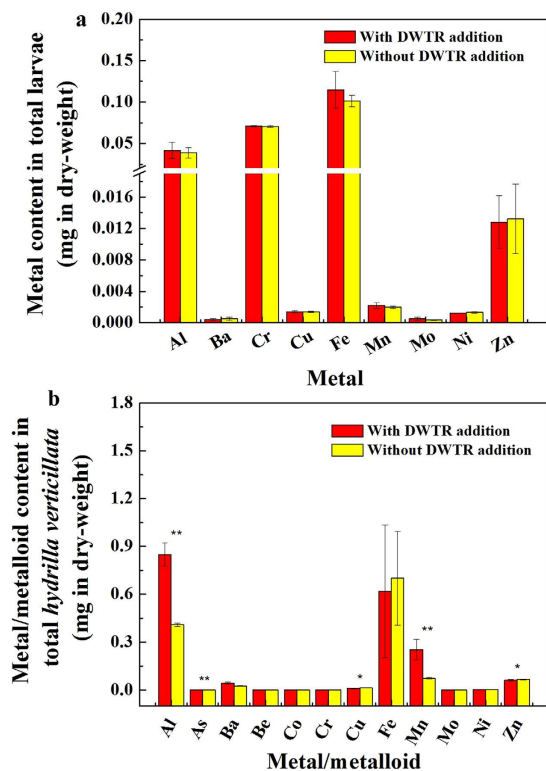 a
With DWTR addition
Without DWTR addition
Metal content in total larvae
(mg in dry-weight)
0.20
0.15
0.10
0.05
0.016
0.012
0.008
0.004
0.000
Al Ba Cr Cu Fe Mn Mo Ni Zn
Metal
b
With DWTR addition
Without DWTR addition
Metal/metalloid content in
total hydrilla verticillata
(mg in dry-weight)
1.8
1.5
1.2
0.9
0.6
0.3
0.0
** ** * ** *
Al As Ba Be Co Cr Cu Fe Mn Mo Ni Zn
Metal/metalloid